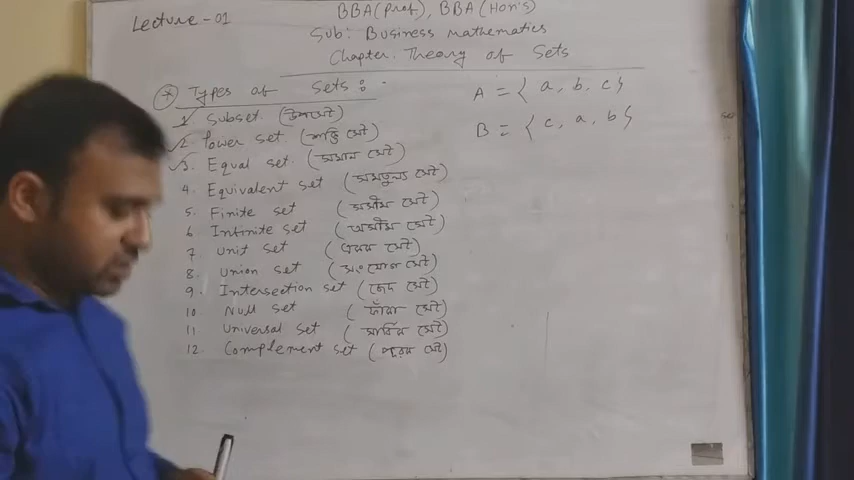 Lecture-01
BBA (Prof.), BBA (Hon's)
Sub: Business mathematics
Chapter: Theory of Sets
* Types of Sets:-
1. Subset (উপসেট)
2. Power set (শক্তি সেট)
3. Equal set (সমান সেট)
4. Equivalent set (সমতুল্য সেট)
5. Finite set (সসীম সেট)
6. Infinite set (অসীম সেট)
7. Unit set (একক সেট)
8. Union set (সংযোগ সেট)
9. Intersection set (ছেদ সেট)
10. Null set (ফাঁকা সেট)
11. Universal set (সার্বিক সেট)
12. Complement set (পূরক সেট)
A = { a, b, c}
B = { c, a, b}